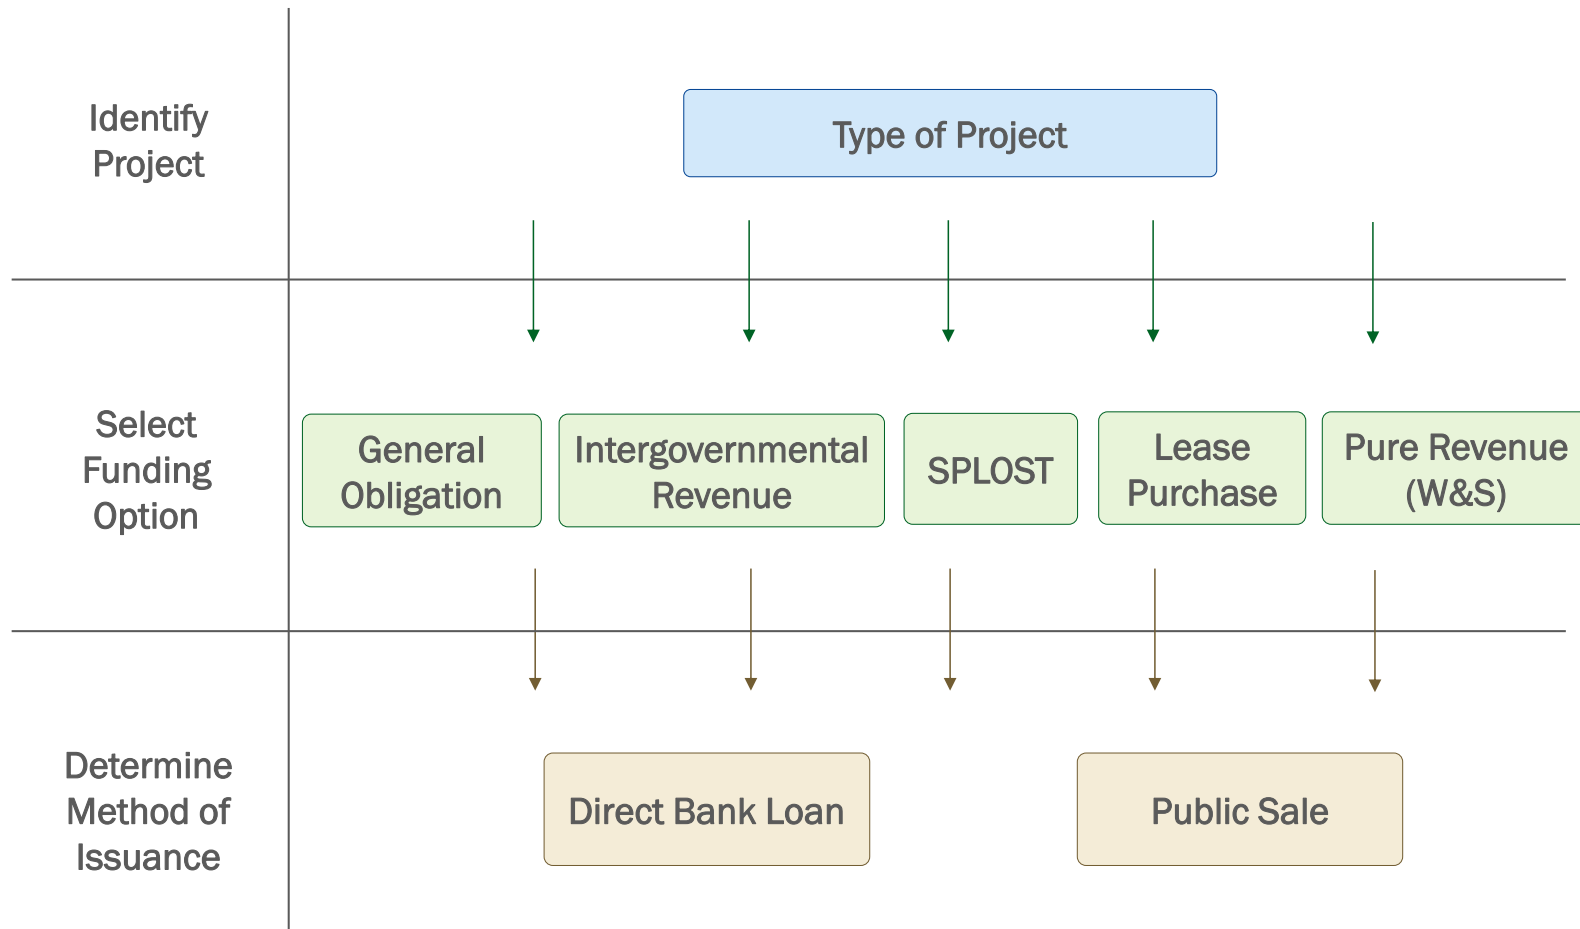 Identify
Project
Type of Project
Select
Funding
Option
General
Obligation
Intergovernmental
Revenue
SPLOST
Lease
Purchase
Pure Revenue
(W&S)
Determine
Method of
Issuance
Direct Bank Loan
Public Sale